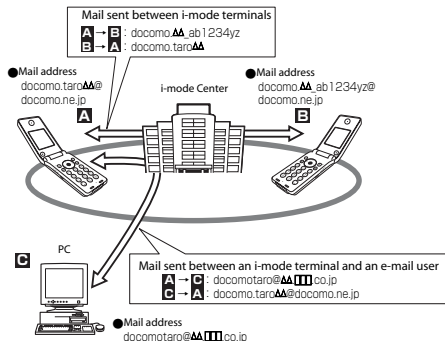 Mail sent between i-mode terminals
A → B : docomo.△△_ab1234yz
B → A : docomo.taro△△
●Mail address
docomo.taro△△@
docomo.ne.jp
A
i-mode Center
●Mail address
docomo.△△_ab1234yz@
docomo.ne.jp
B
C
PC
Mail sent between an i-mode terminal and an e-mail user
A → C : docomotaro@△△□□□.co.jp
C → A : docomo.taro△△@docomo.ne.jp
●Mail address
docomotaro@△△□□□.co.jp